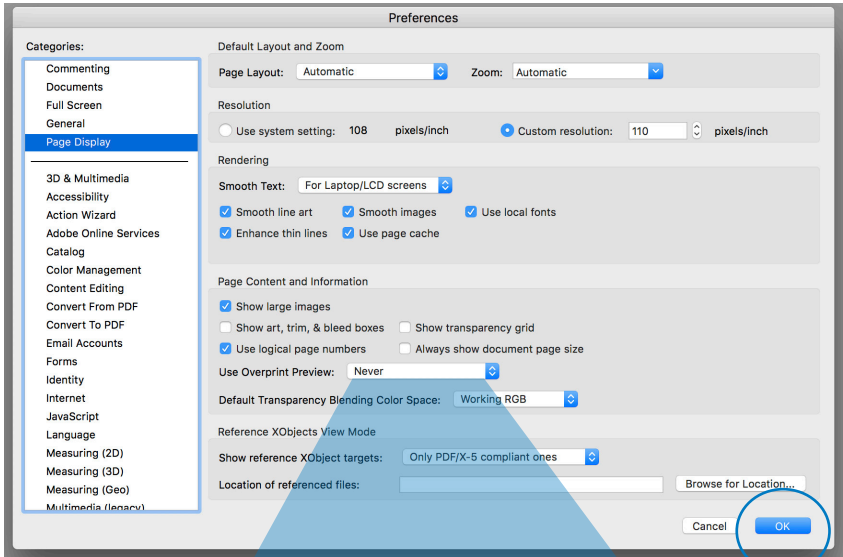 Preferences
Categories:
Commenting
Documents
Full Screen
General
Page Display
3D & Multimedia
Accessibility
Action Wizard
Adobe Online Services
Catalog
Color Management
Content Editing
Convert From PDF
Convert To PDF
Email Accounts
Forms
Identity
Internet
JavaScript
Language
Measuring (2D)
Measuring (3D)
Measuring (Geo)
Multimedia (legacy)
Default Layout and Zoom
Page Layout: Automatic Zoom: Automatic
Resolution
Use system setting: 108 pixels/inch Custom resolution: 110 pixels/inch
Rendering
Smooth Text: For Laptop/LCD screens
Smooth line art Smooth images Use local fonts
Enhance thin lines Use page cache
Page Content and Information
Show large images
Show art, trim, & bleed boxes Show transparency grid
Use logical page numbers Always show document page size
Use Overprint Preview: Never
Default Transparency Blending Color Space: Working RGB
Reference XObjects View Mode
Show reference XObject targets: Only PDF/X-5 compliant ones
Location of referenced files: Browse for Location...
Cancel OK